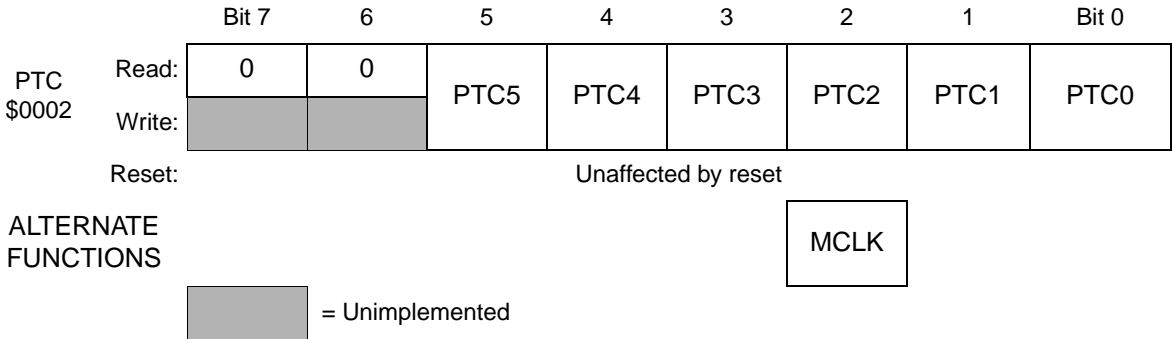 Bit 7 6 5 4 3 2 1 Bit 0
PTC
$0002
Read: 0 0
PTC5 PTC4 PTC3 PTC2 PTC1 PTC0
Write:
Reset: Unaffected by reset
ALTERNATE
FUNCTIONS
MCLK
= Unimplemented